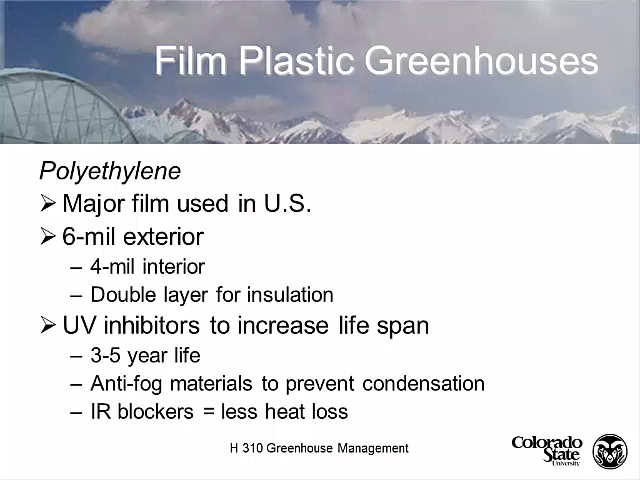 Film Plastic Greenhouses
Polyethylene
➢ Major film used in U.S.
➢ 6-mil exterior
– 4-mil interior
– Double layer for insulation
➢ UV inhibitors to increase life span
– 3-5 year life
– Anti-fog materials to prevent condensation
– IR blockers = less heat loss
H 310 Greenhouse Management
Colorado
State
University